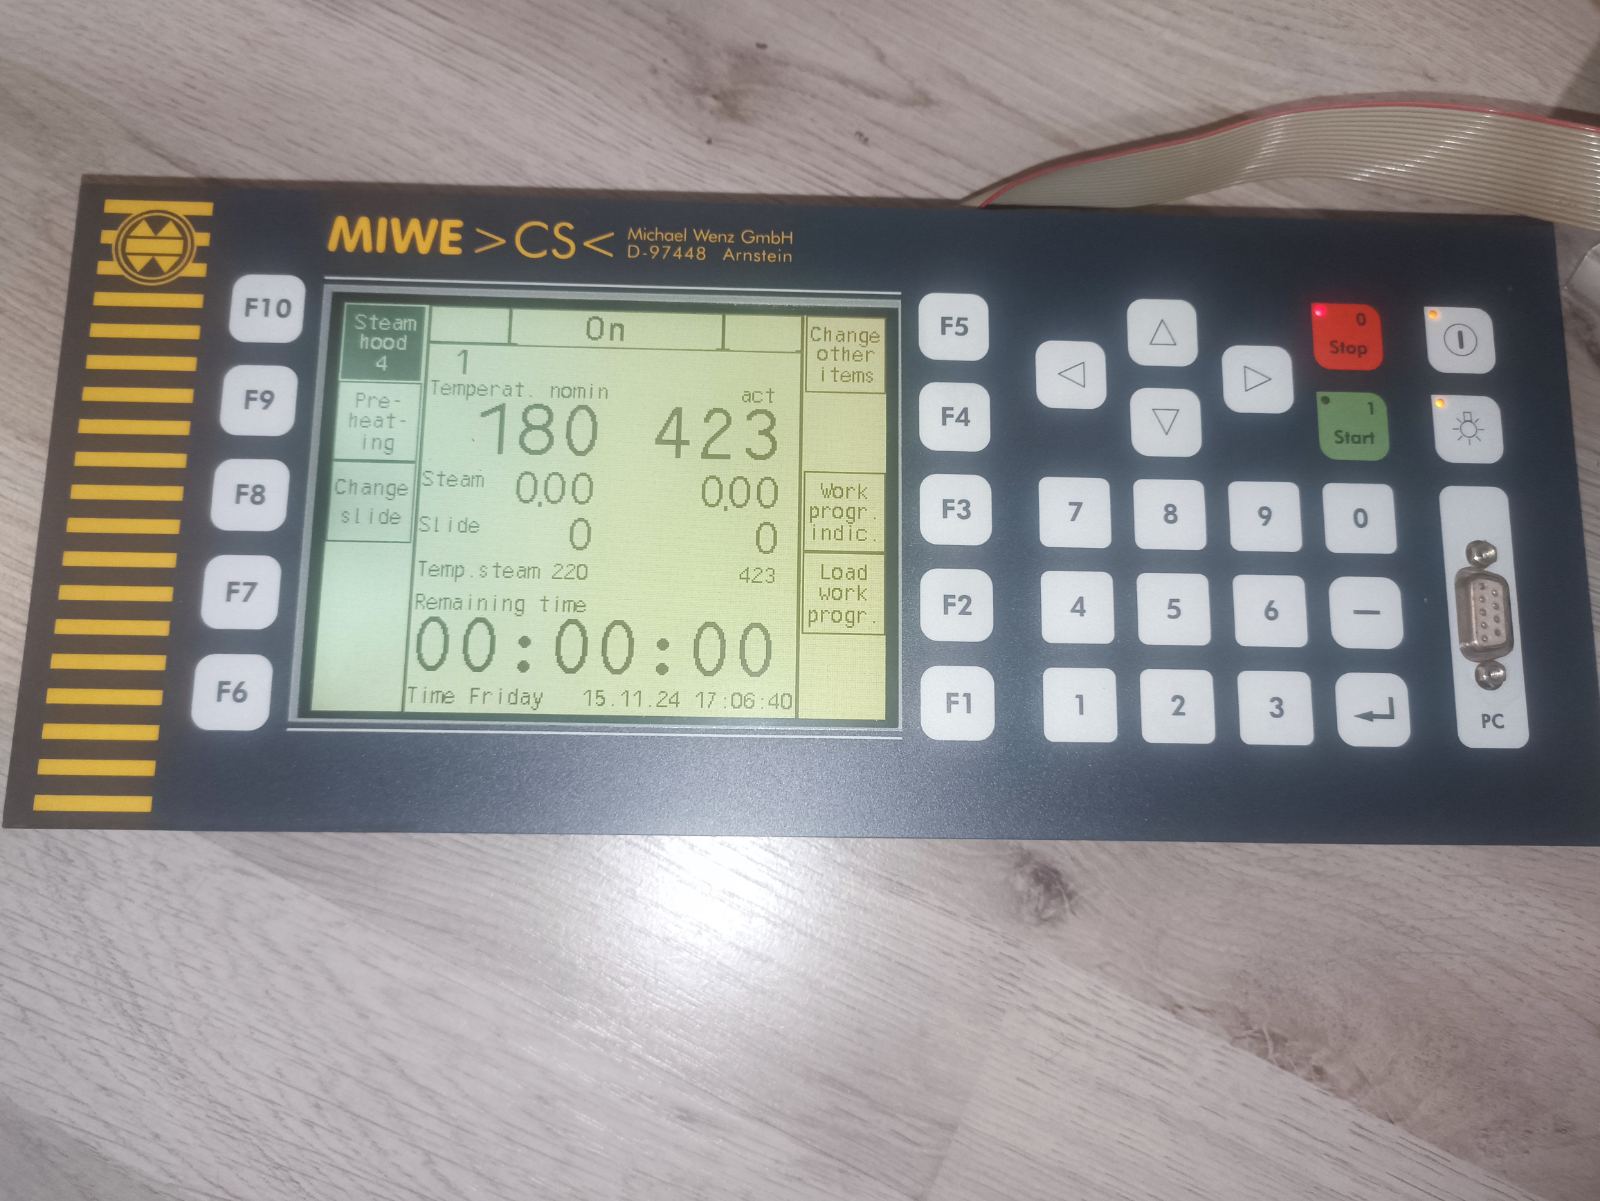 MIWE >CS< Michael Wenz GmbH
D-97448 Arnstein
F10
F9
F8
F7
F6
Steam
hood
4
Pre-
heat-
ing
Change
slide
On
1
Temperat. nomin act
180 423
Steam 0,00 0,00
Slide 0 0
Temp.steam 220 423
Remaining time
00:00:00
Time Friday 15.11.24 17:06:40
Change
other
items
Work
progr.
indic.
Load
work
progr.
F5
F4
F3
F2
F1
0
Stop
1
Start
7 8 9 0
4 5 6 –
1 2 3
PC